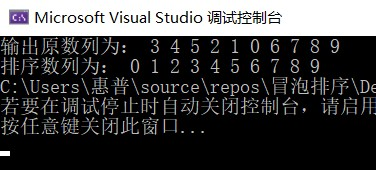 Microsoft Visual Studio 调试控制台
输出原数列为: 3 4 5 2 1 0 6 7 8 9
排序数列为: 0 1 2 3 4 5 6 7 8 9
C:\Users\惠普\source\repos\冒泡排序\De
若要在调试停止时自动关闭控制台，请启用
按任意键关闭此窗口...